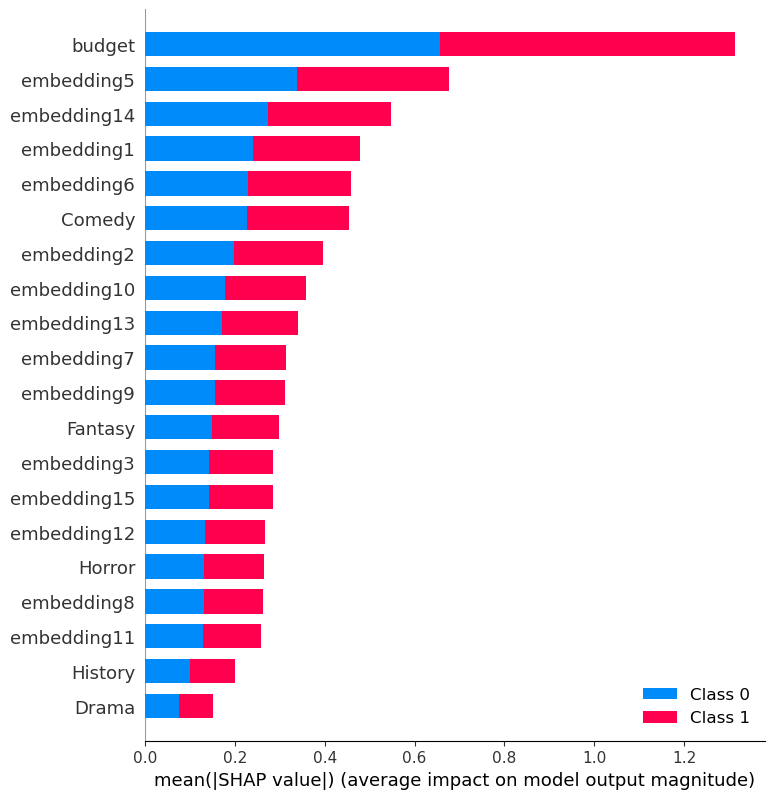 budget
embedding5
embedding14
embedding1
embedding6
Comedy
embedding2
embedding10
embedding13
embedding7
embedding9
Fantasy
embedding3
embedding15
embedding12
Horror
embedding8
embedding11
History
Drama
Class 0
Class 1
0.0 0.2 0.4 0.6 0.8 1.0 1.2
mean(|SHAP value|) (average impact on model output magnitude)